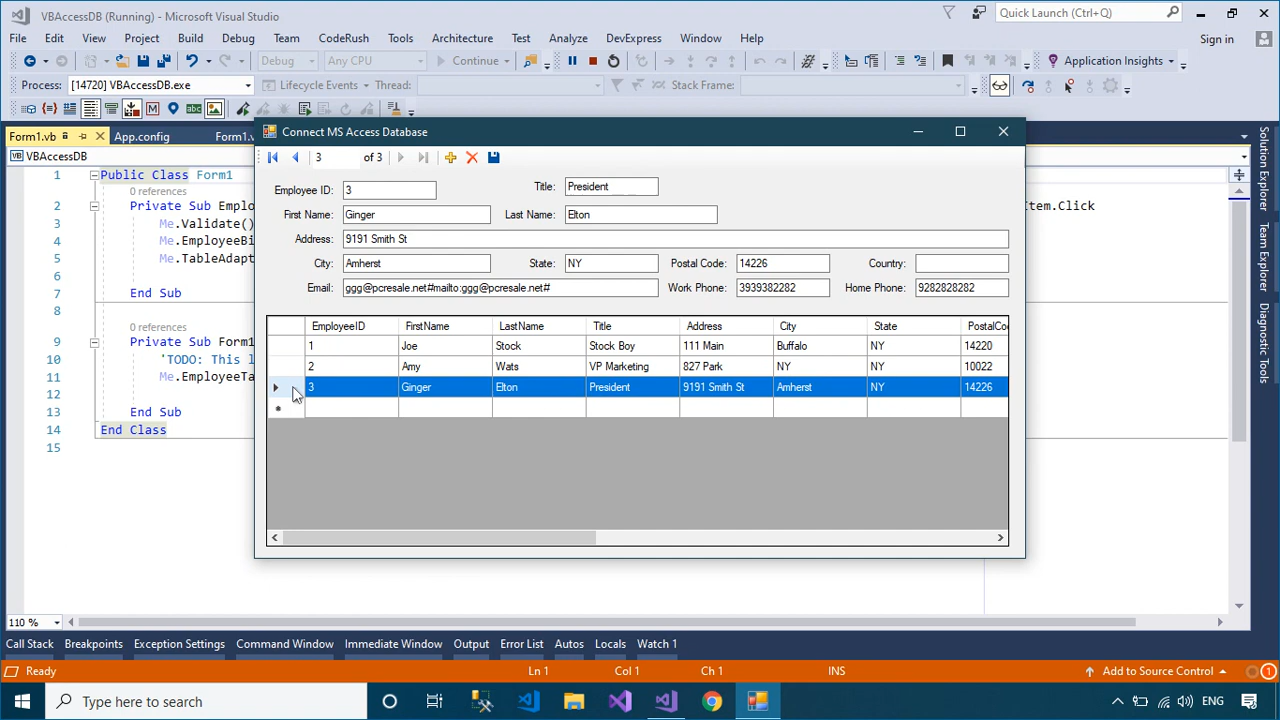 VBAccessDB (Running) - Microsoft Visual Studio
Quick Launch (Ctrl+Q)
File Edit View Project Build Debug Team CodeRush Tools Architecture Test Analyze DevExpress Window Help
Sign in
Debug Any CPU Continue Application Insights
Process: [14720] VBAccessDB.exe Lifecycle Events Thread: Stack Frame:
Form1.vb App.config Form1.v
VBAccessDB
Connect MS Access Database
3 of 3
Employee ID: 3 Title: President
First Name: Ginger Last Name: Elton
Address: 9191 Smith St
City: Amherst State: NY Postal Code: 14226 Country:
Email: ggg@pcresale.net#mailto:ggg@pcresale.net# Work Phone: 3939382282 Home Phone: 9282828282
EmployeeID FirstName LastName Title Address City State PostalCo
1 Joe Stock Stock Boy 111 Main Buffalo NY 14220
2 Amy Wats VP Marketing 827 Park NY NY 10022
3 Ginger Elton President 9191 Smith St Amherst NY 14226
*
1 Public Class Form1
0 references
2 Private Sub Emplo Item.Click
3 Me.Validate()
4 Me.EmployeeBi
5 Me.TableAdapt
6
7 End Sub
8
0 references
9 Private Sub Form1
10 'TODO: This l
11 Me.EmployeeTa
12
13 End Sub
14 End Class
15
Solution Explorer
Team Explorer
Diagnostic Tools
110 %
Call Stack Breakpoints Exception Settings Command Window Immediate Window Output Error List Autos Locals Watch 1
Ready Ln 1 Col 1 Ch 1 INS Add to Source Control 1
Type here to search
ENG